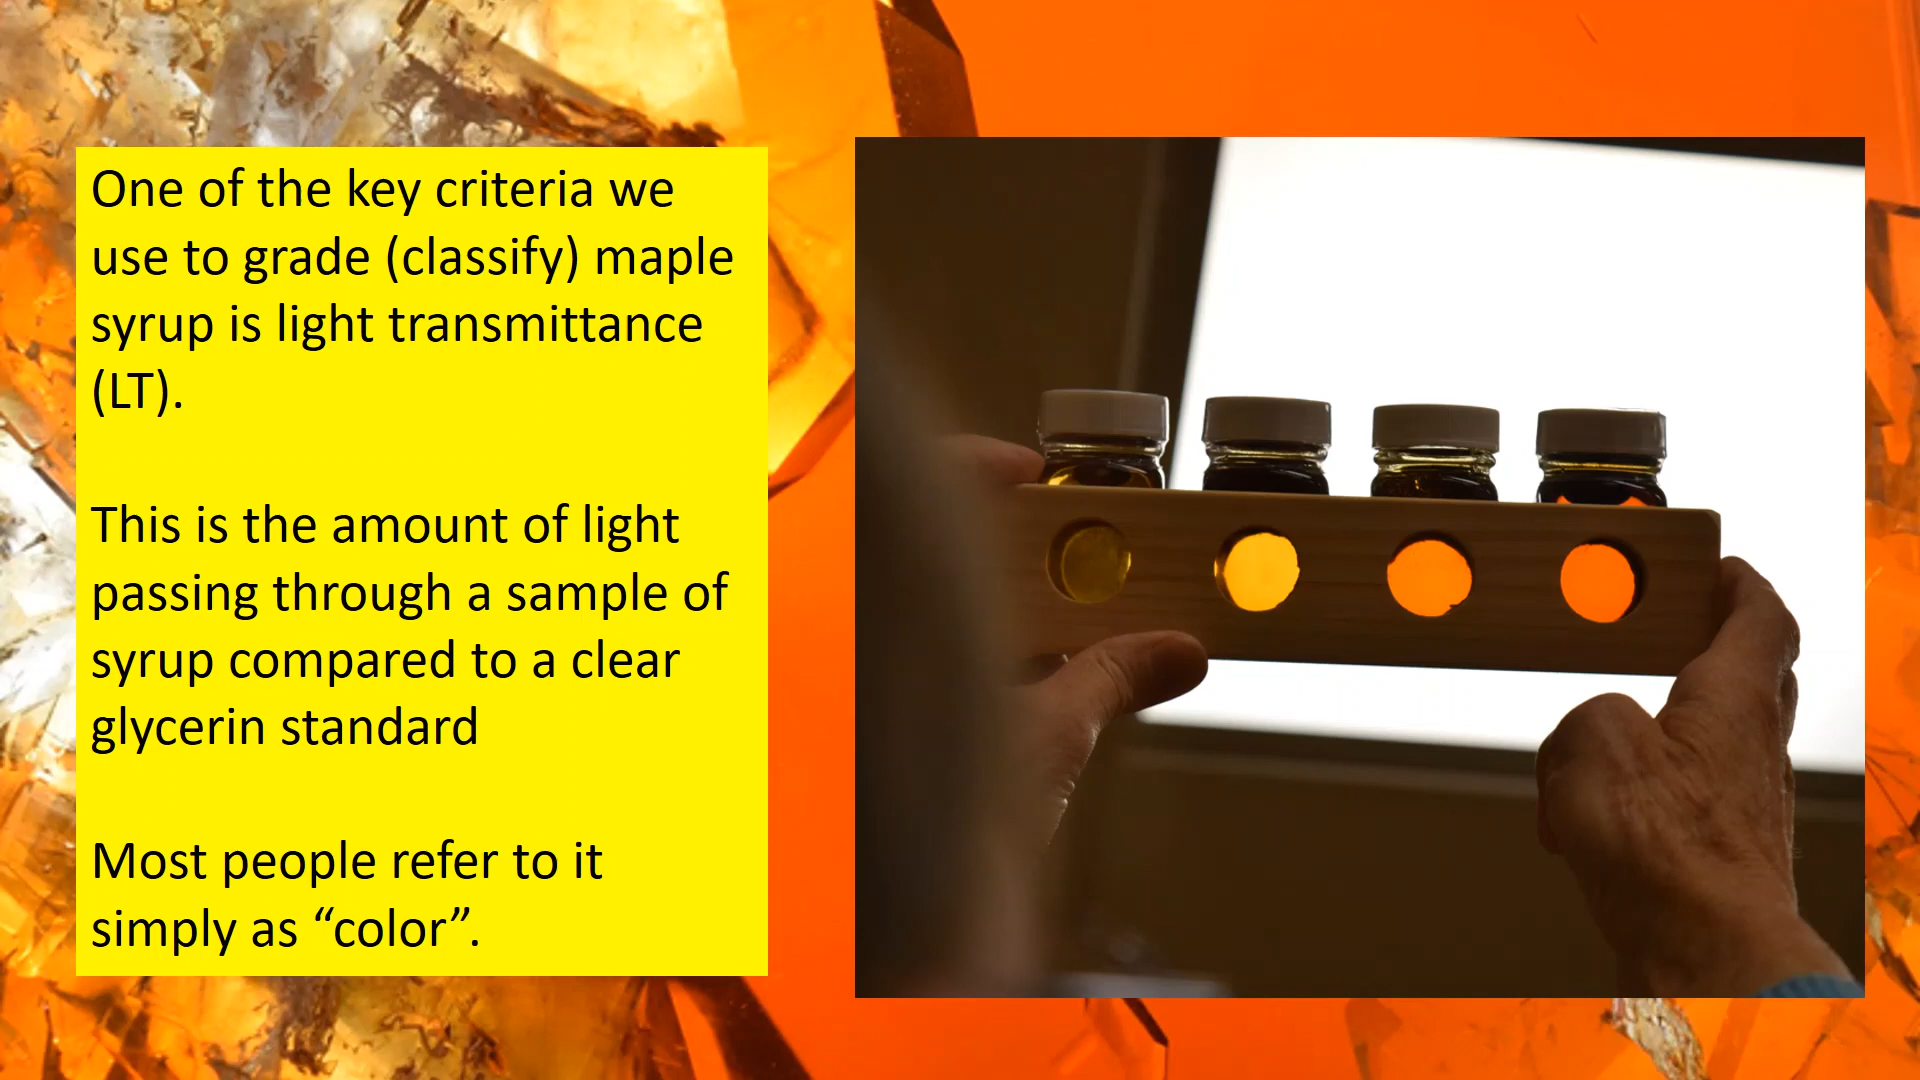 One of the key criteria we
use to grade (classify) maple
syrup is light transmittance
(LT).
This is the amount of light
passing through a sample of
syrup compared to a clear
glycerin standard
Most people refer to it
simply as “color”.